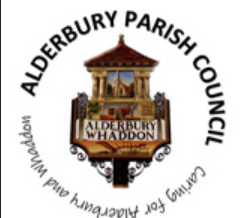 ALDERBURY PARISH COUNCIL
ALDERBURY
WHADDON
Caring for Alderbury and Whaddon